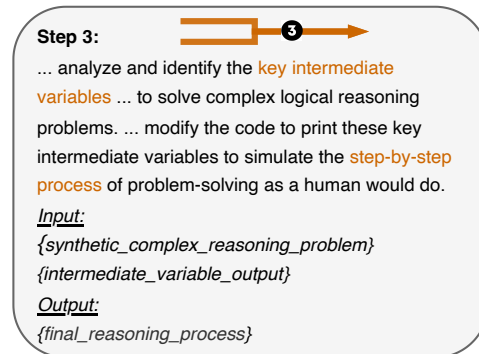 Step 3:
3
... analyze and identify the key intermediate
variables ... to solve complex logical reasoning
problems. ... modify the code to print these key
intermediate variables to simulate the step-by-step
process of problem-solving as a human would do.
Input:
{synthetic_complex_reasoning_problem}
{intermediate_variable_output}
Output:
{final_reasoning_process}